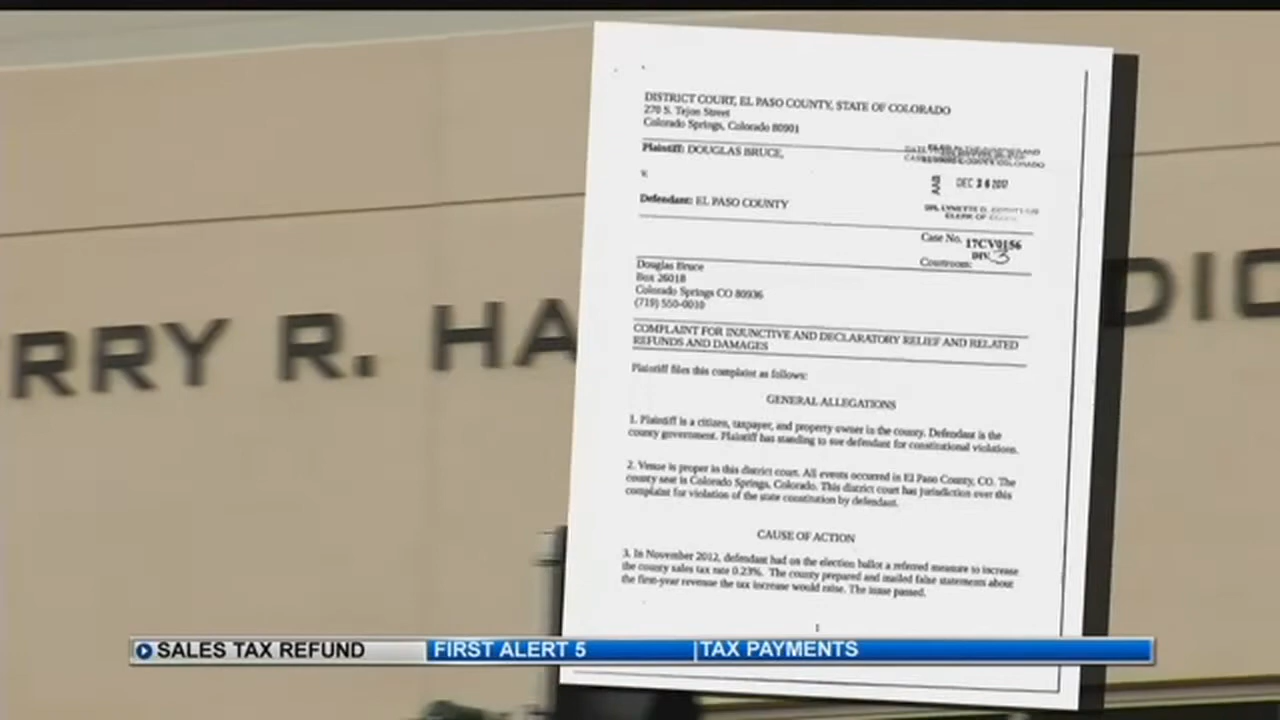 DISTRICT COURT, EL PASO COUNTY, STATE OF COLORADO
270 S. Tejon Street
Colorado Springs, Colorado 80901
Plaintiff: DOUGLAS BRUCE,
v.
Defendant: EL PASO COUNTY
DEC 2017
CLERK OF
Case No. 17CV0156
DIV. 3
Courtroom:
Douglas Bruce
Box 26018
Colorado Springs CO 80936
(719) 550-0010
COMPLAINT FOR INJUNCTIVE AND DECLARATORY RELIEF AND RELATED
REFUNDS AND DAMAGES
Plaintiff files this complaint as follows:
GENERAL ALLEGATIONS
1. Plaintiff is a citizen, taxpayer, and property owner in the county. Defendant is the
county government. Plaintiff has standing to sue defendant for constitutional violations.
2. Venue is proper in this district court. All events occurred in El Paso County, CO. The
county seat is Colorado Springs, Colorado. This district court has jurisdiction over this
complaint for violation of the state constitution by defendant.
CAUSE OF ACTION
3. In November 2012, defendant had on the election ballot a referred measure to increase
the county sales tax rate 0.23%. The county prepared and mailed false statements about
the first-year revenue the tax increase would raise. The issue passed.
1
RRY R. HA DIC
SALES TAX REFUND FIRST ALERT 5 TAX PAYMENTS